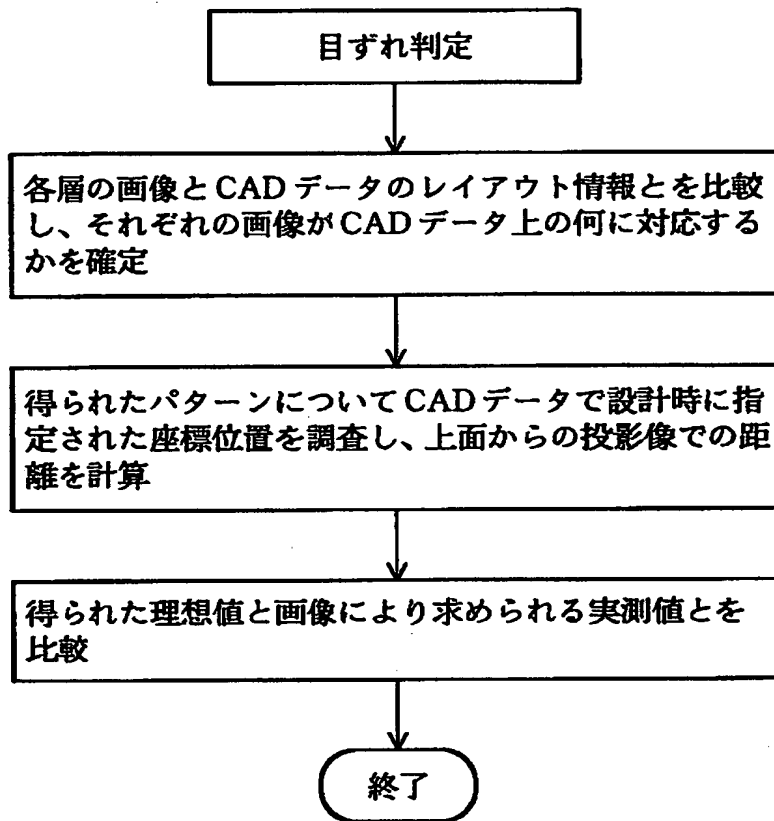 目ずれ判定
各層の画像とCADデータのレイアウト情報とを比較
し、それぞれの画像がCADデータ上の何に対応する
かを確定
得られたパターンについてCADデータで設計時に指
定された座標位置を調査し、上面からの投影像での距
離を計算
得られた理想値と画像により求められる実測値とを
比較
終了